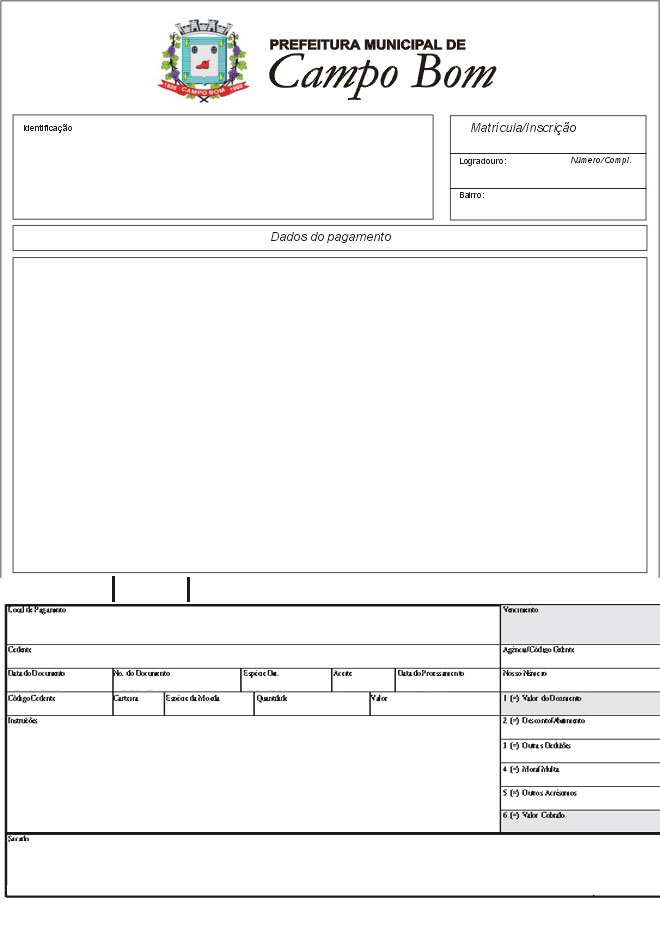 PREFEITURA MUNICIPAL DE
Campo Bom
1926 CAMPO BOM 1959
Identificação
Matrícula/Inscrição
Logradouro: Número/Compl.
Bairro:
Dados do pagamento
Local de Pagamento Vencimento
Cedente Agência/Código Cedente
Data do Documento No. do Documento Espécie Doc. Aceite Data do Processamento Nosso Número
Código Cedente Carteira Espécie da Moeda Quantidade Valor 1 (=) Valor do Documento
Instruções 2 (=) Desconto/Abatimento
3 (=) Outras Deduções
4 (=) Mora/Multa
5 (=) Outros Acréscimos
6 (=) Valor Cobrado
Sacado